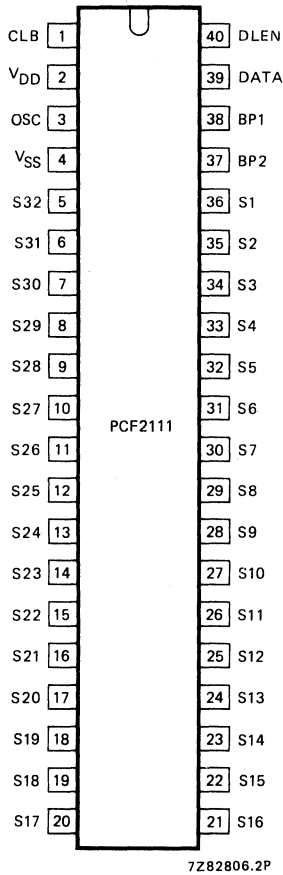 CLB 1 40 DLEN
VDD 2 39 DATA
OSC 3 38 BP1
VSS 4 37 BP2
S32 5 36 S1
S31 6 35 S2
S30 7 34 S3
S29 8 33 S4
S28 9 32 S5
S27 10 31 S6
PCF2111
S26 11 30 S7
S25 12 29 S8
S24 13 28 S9
S23 14 27 S10
S22 15 26 S11
S21 16 25 S12
S20 17 24 S13
S19 18 23 S14
S18 19 22 S15
S17 20 21 S16
7Z82806.2P